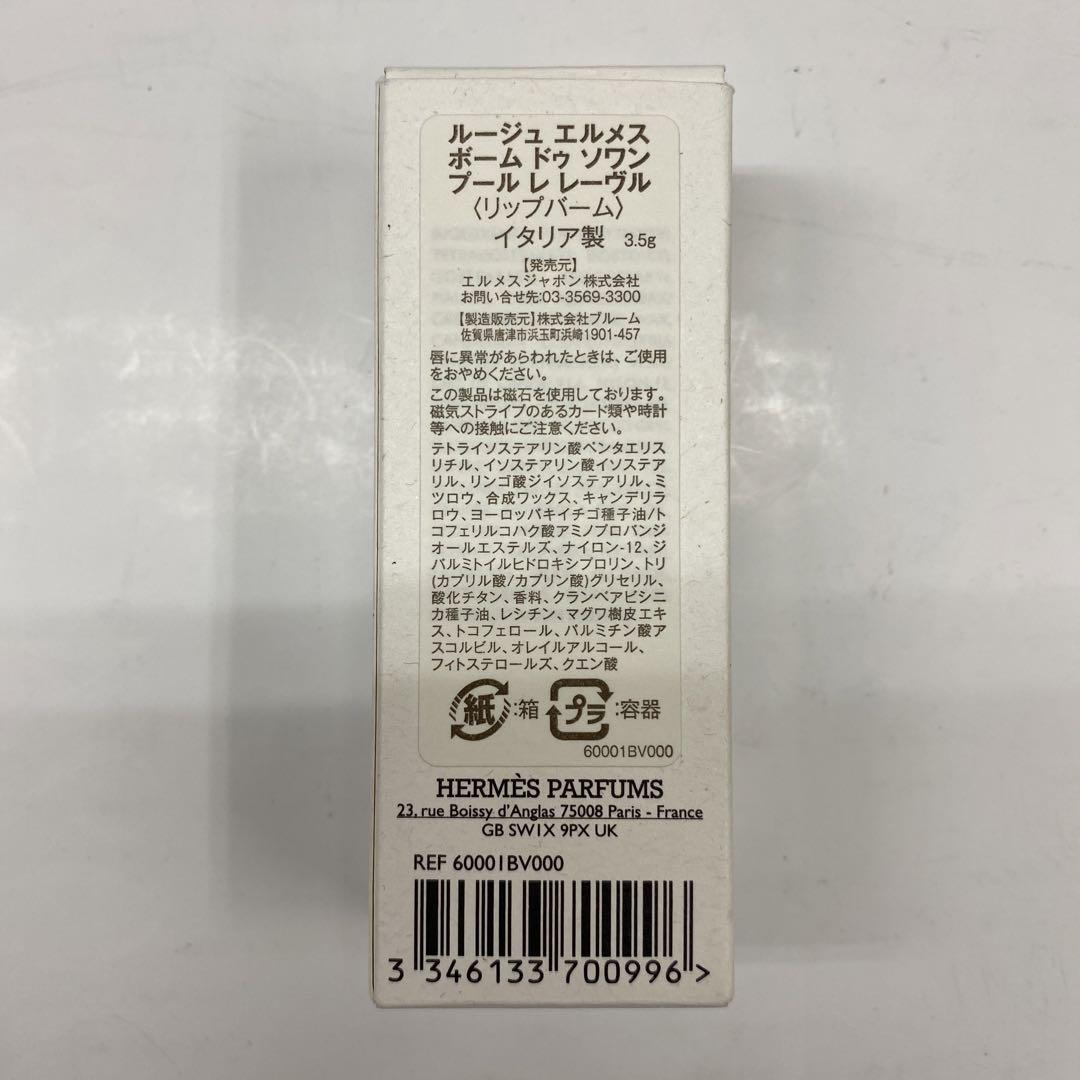 ルージュ エルメス
ボーム ドゥ ソワン
プール レ レーヴル
〈リップバーム〉
イタリア製 3.5g
【発売元】
エルメスジャポン株式会社
お問い合せ先:03-3569-3300
【製造販売元】株式会社ブルーム
佐賀県唐津市浜玉町浜崎1901-457
唇に異常があらわれたときは、ご使用
をおやめください。
この製品は磁石を使用しております。
磁気ストライプのあるカード類や時計
等への接触にご注意ください。
テトライソステアリン酸ペンタエリス
リチル、イソステアリン酸イソステア
リル、リンゴ酸ジイソステアリル、ミ
ツロウ、合成ワックス、キャンデリラ
ロウ、ヨーロッパキイチゴ種子油/ト
コフェリルコハク酸アミノプロパンジ
オールエステルズ、ナイロン-12、ジ
パルミトイルヒドロキシプロリン、トリ
(カプリル酸/カプリン酸)グリセリル、
酸化チタン、香料、クランベアビシニ
カ種子油、レシチン、マグワ樹皮エキ
ス、トコフェロール、パルミチン酸ア
スコルビル、オレイルアルコール、
フィトステロールズ、クエン酸
紙:箱 プラ:容器
60001BV000
HERMÈS PARFUMS
23, rue Boissy d'Anglas 75008 Paris - France
GB SW1X 9PX UK
REF 60001BV000
3 346133 700996 >